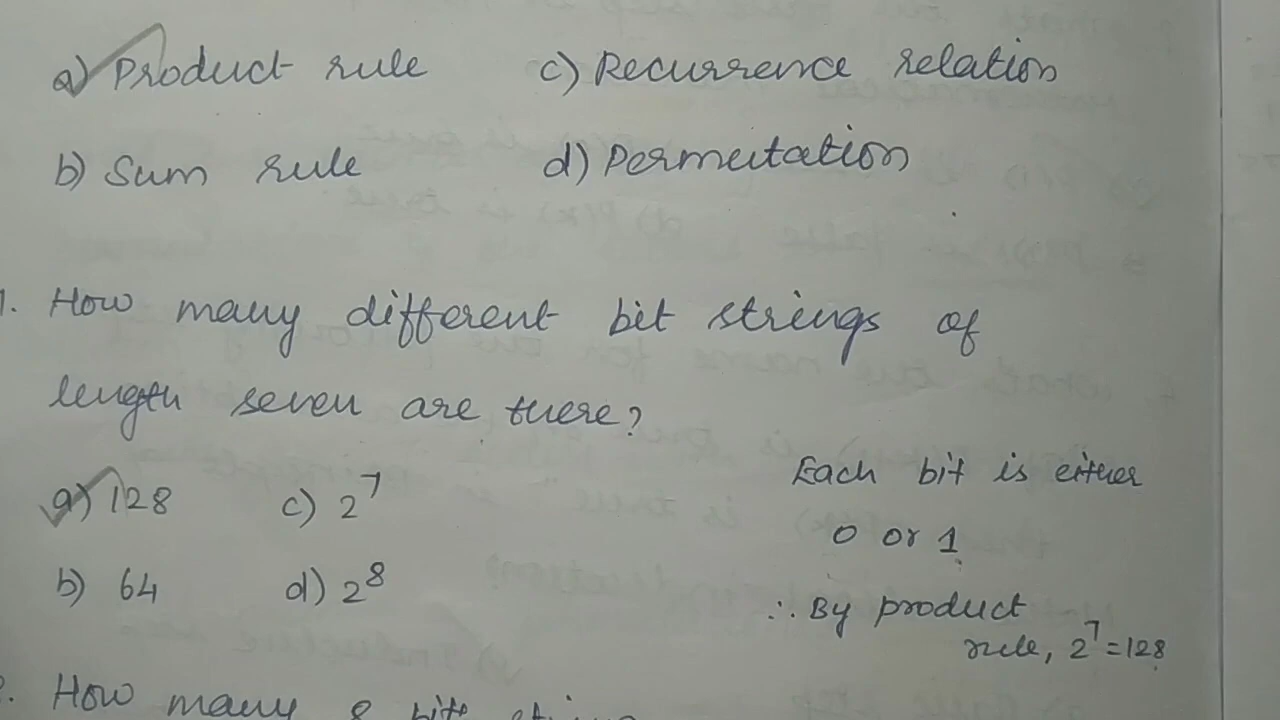 a) Product rule c) Recurrence relation
b) Sum rule d) Permutation
1. How many different bit strings of
length seven are there?
a) 128 c) 2^7
b) 64 d) 2^8
Each bit is either
0 or 1
∴ By product
rule, 2^7 = 128
How many 8 bit